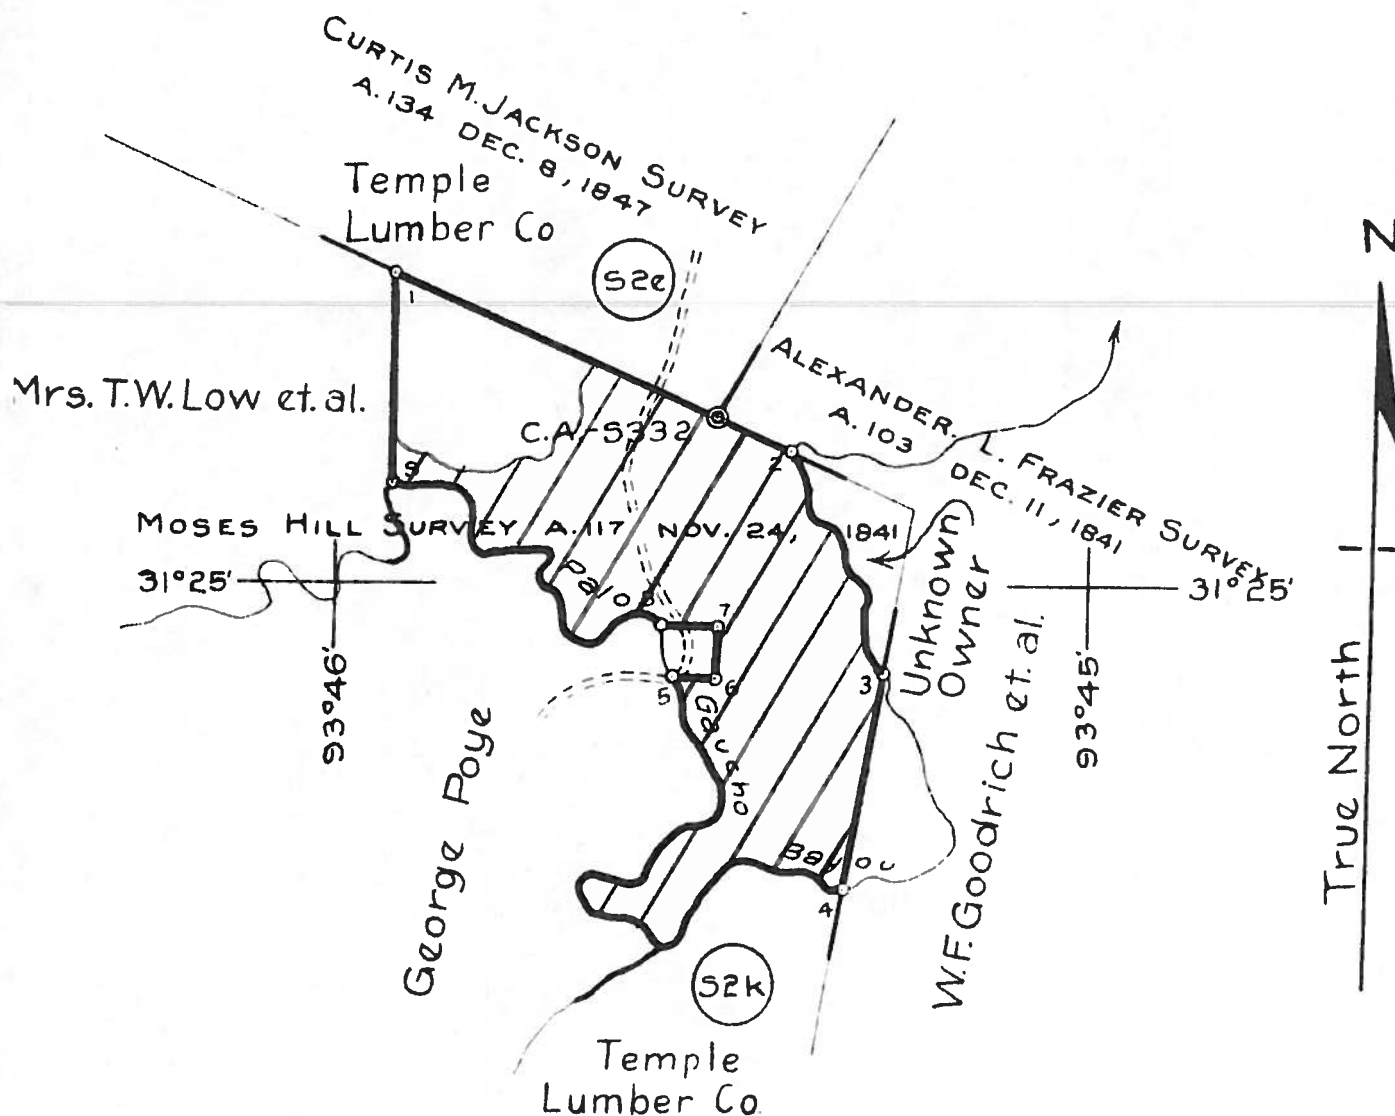 CURTIS M. JACKSON SURVEY
A. 134 DEC. 8, 1847
Temple
Lumber Co
S2e
N
1
ALEXANDER. L. FRAZIER SURVEY
A. 103 DEC. 11, 1841
Mrs. T.W. Low et. al.
C.A.-S332
2
9
MOSES HILL SURVEY A. 117 NOV. 24, 1841
31°25'
31°25'
Palo
8
7
Unknown
Owner
5
6
3
Gaucho
93°46'
93°45'
George Poye
W.F. Goodrich et. al.
True North
Bayou
4
S2k
Temple
Lumber Co.